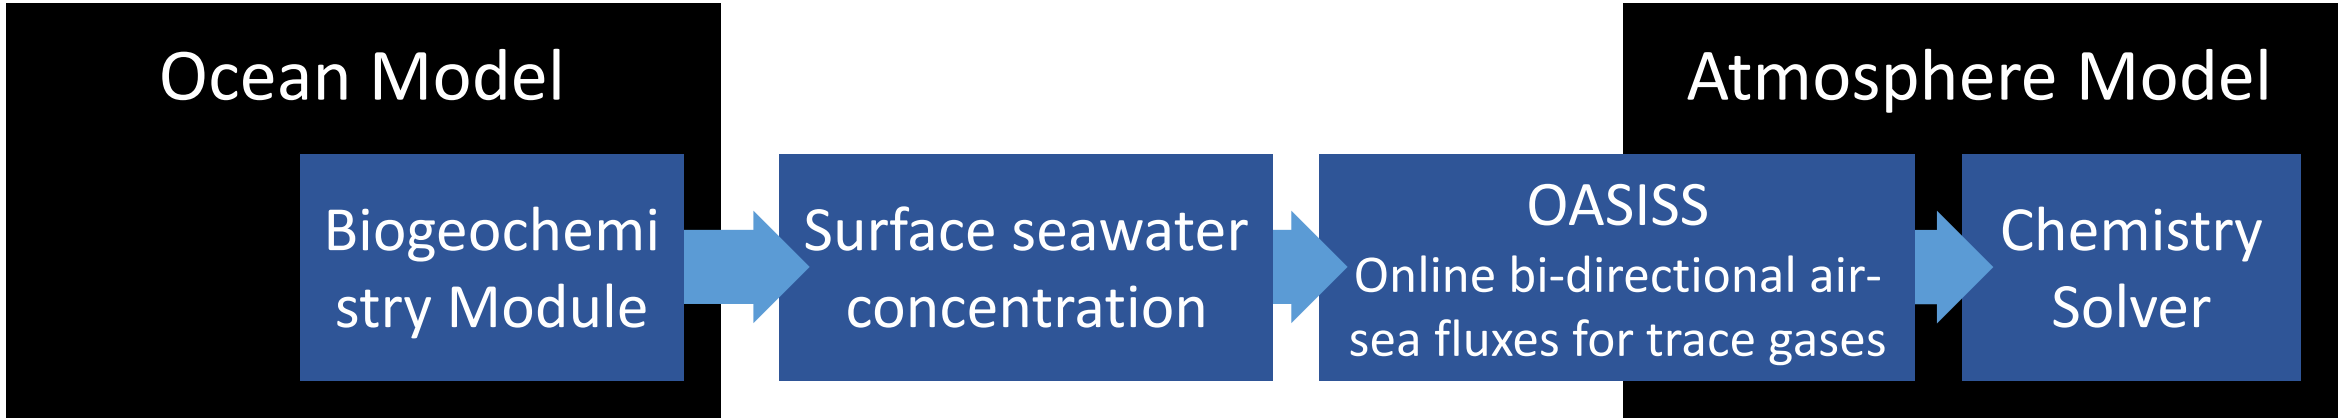 Ocean Model
Atmosphere Model
Biogeochemi
stry Module
Surface seawater
concentration
OASISS
Online bi-directional air-
sea fluxes for trace gases
Chemistry
Solver